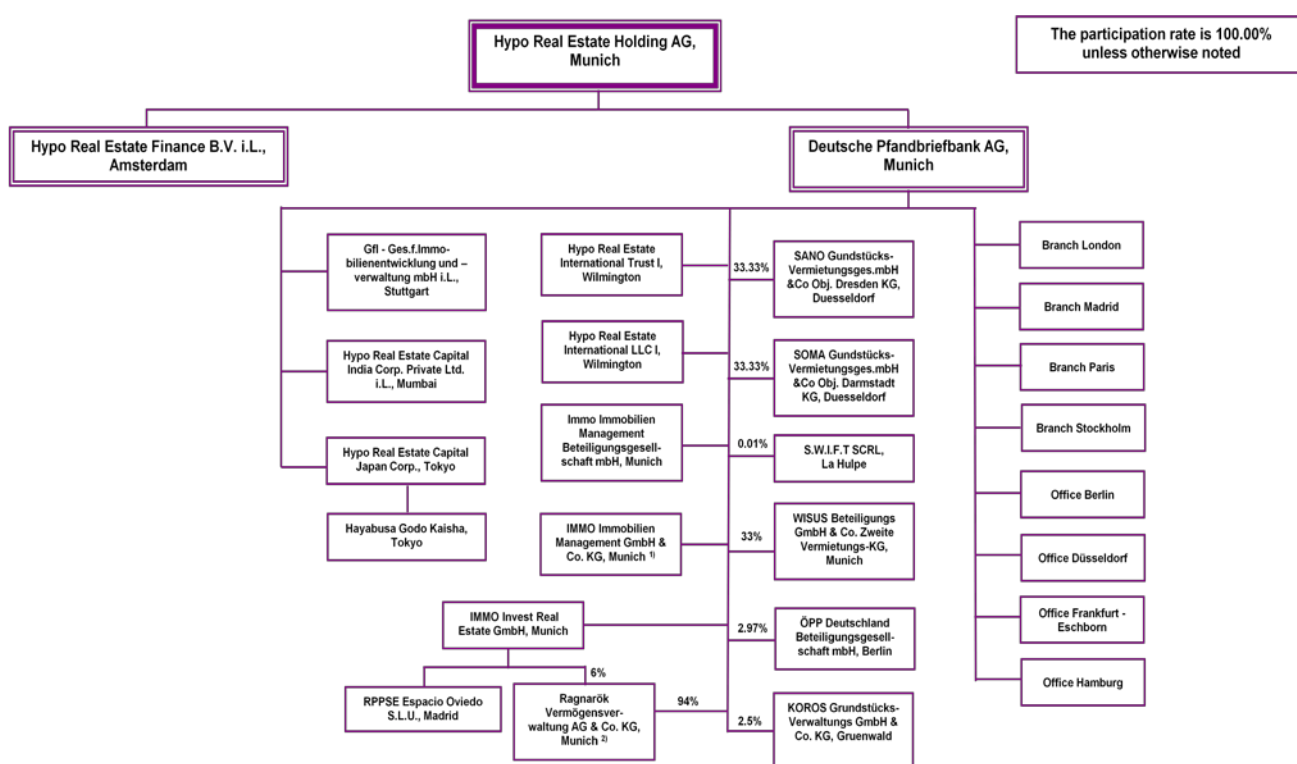 Hypo Real Estate Holding AG,
Munich
The participation rate is 100.00%
unless otherwise noted
Hypo Real Estate Finance B.V. i.L.,
Amsterdam
Deutsche Pfandbriefbank AG,
Munich
GfI - Ges.f.Immo-
bilienentwicklung und –
verwaltung mbH i.L.,
Stuttgart
Hypo Real Estate Capital
India Corp. Private Ltd.
i.L., Mumbai
Hypo Real Estate Capital
Japan Corp., Tokyo
Hayabusa Godo Kaisha,
Tokyo
Hypo Real Estate
International Trust I,
Wilmington
Hypo Real Estate
International LLC I,
Wilmington
Immo Immobilien
Management
Beteiligungsgesell-
schaft mbH, Munich
IMMO Immobilien
Management GmbH &
Co. KG, Munich 1)
IMMO Invest Real
Estate GmbH, Munich
6%
RPPSE Espacio Oviedo
S.L.U., Madrid
Ragnarök
Vermögensver-
waltung AG & Co. KG,
Munich 2)
94%
33.33%
SANO Gundstücks-
Vermietungsges.mbH
&Co Obj. Dresden KG,
Duesseldorf
33.33%
SOMA Gundstücks-
Vermietungsges.mbH
&Co Obj. Darmstadt
KG, Duesseldorf
0.01%
S.W.I.F.T SCRL,
La Hulpe
33%
WISUS Beteiligungs
GmbH & Co. Zweite
Vermietungs-KG,
Munich
2.97%
ÖPP Deutschland
Beteiligungsgesell-
schaft mbH, Berlin
2.5%
KOROS Grundstücks-
Verwaltungs GmbH &
Co. KG, Gruenwald
Branch London
Branch Madrid
Branch Paris
Branch Stockholm
Office Berlin
Office Düsseldorf
Office Frankfurt -
Eschborn
Office Hamburg